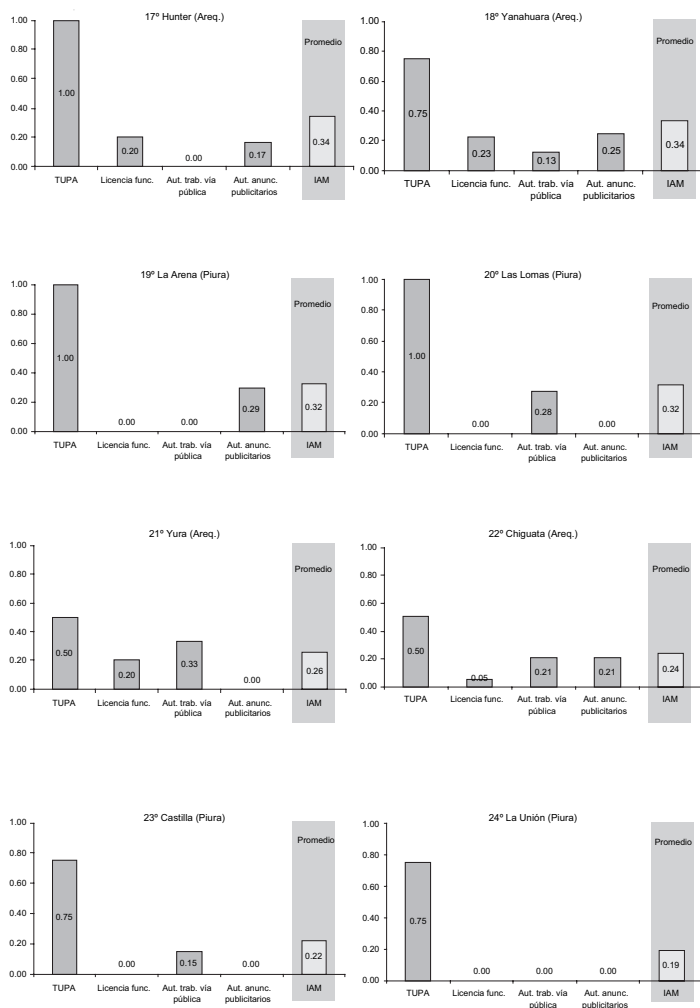 17º Hunter (Areq.)
1.00
0.80
0.60
0.40
0.20
0.00
Promedio
1.00
0.20
0.00
0.17
0.34
TUPA
Licencia func.
Aut. trab. vía
pública
Aut. anunc.
publicitarios
IAM
18º Yanahuara (Areq.)
1.00
0.80
0.60
0.40
0.20
0.00
Promedio
0.75
0.23
0.13
0.25
0.34
TUPA
Licencia func.
Aut. trab. vía
pública
Aut. anunc.
publicitarios
IAM
19º La Arena (Piura)
1.00
0.80
0.60
0.40
0.20
0.00
Promedio
1.00
0.00
0.00
0.29
0.32
TUPA
Licencia func.
Aut. trab. vía
pública
Aut. anunc.
publicitarios
IAM
20º Las Lomas (Piura)
1.00
0.80
0.60
0.40
0.20
0.00
Promedio
1.00
0.00
0.28
0.00
0.32
TUPA
Licencia func.
Aut. trab. vía
pública
Aut. anunc.
publicitarios
IAM
21º Yura (Areq.)
1.00
0.80
0.60
0.40
0.20
0.00
Promedio
0.50
0.20
0.33
0.00
0.26
TUPA
Licencia func.
Aut. trab. vía
pública
Aut. anunc.
publicitarios
IAM
22º Chiguata (Areq.)
1.00
0.80
0.60
0.40
0.20
0.00
Promedio
0.50
0.05
0.21
0.21
0.24
TUPA
Licencia func.
Aut. trab. vía
pública
Aut. anunc.
publicitarios
IAM
23º Castilla (Piura)
1.00
0.80
0.60
0.40
0.20
0.00
Promedio
0.75
0.00
0.15
0.00
0.22
TUPA
Licencia func.
Aut. trab. vía
pública
Aut. anunc.
publicitarios
IAM
24º La Unión (Piura)
1.00
0.80
0.60
0.40
0.20
0.00
Promedio
0.75
0.00
0.00
0.00
0.19
TUPA
Licencia func.
Aut. trab. vía
pública
Aut. anunc.
publicitarios
IAM